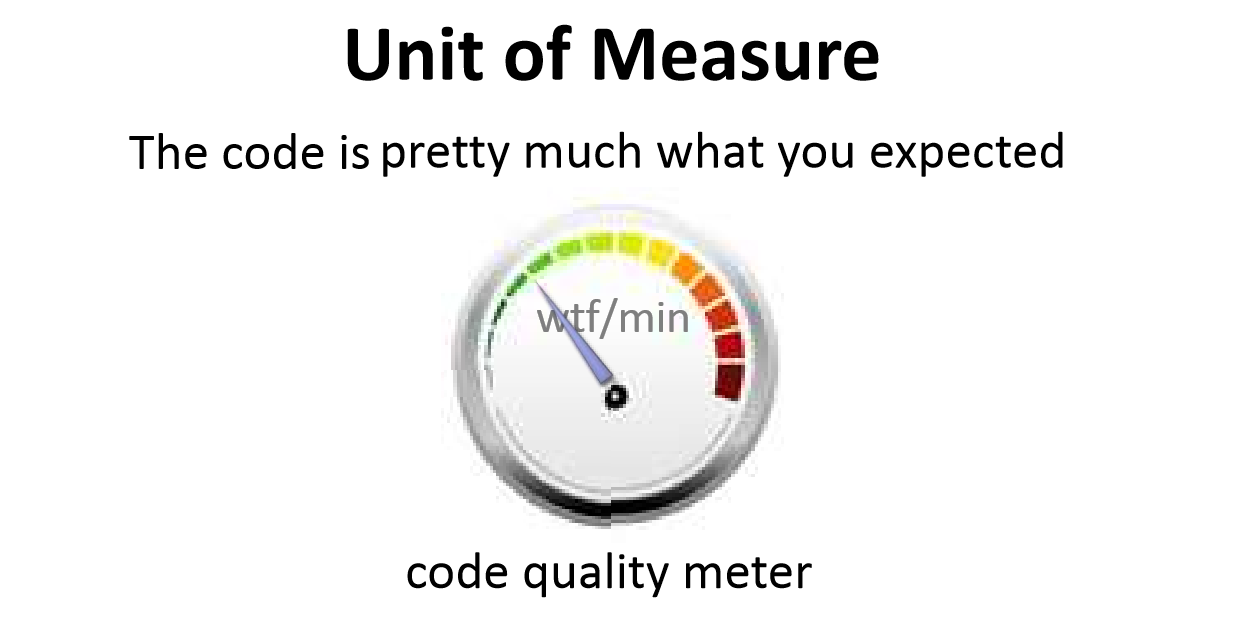 Unit of Measure
The code is pretty much what you expected
wtf/min
code quality meter